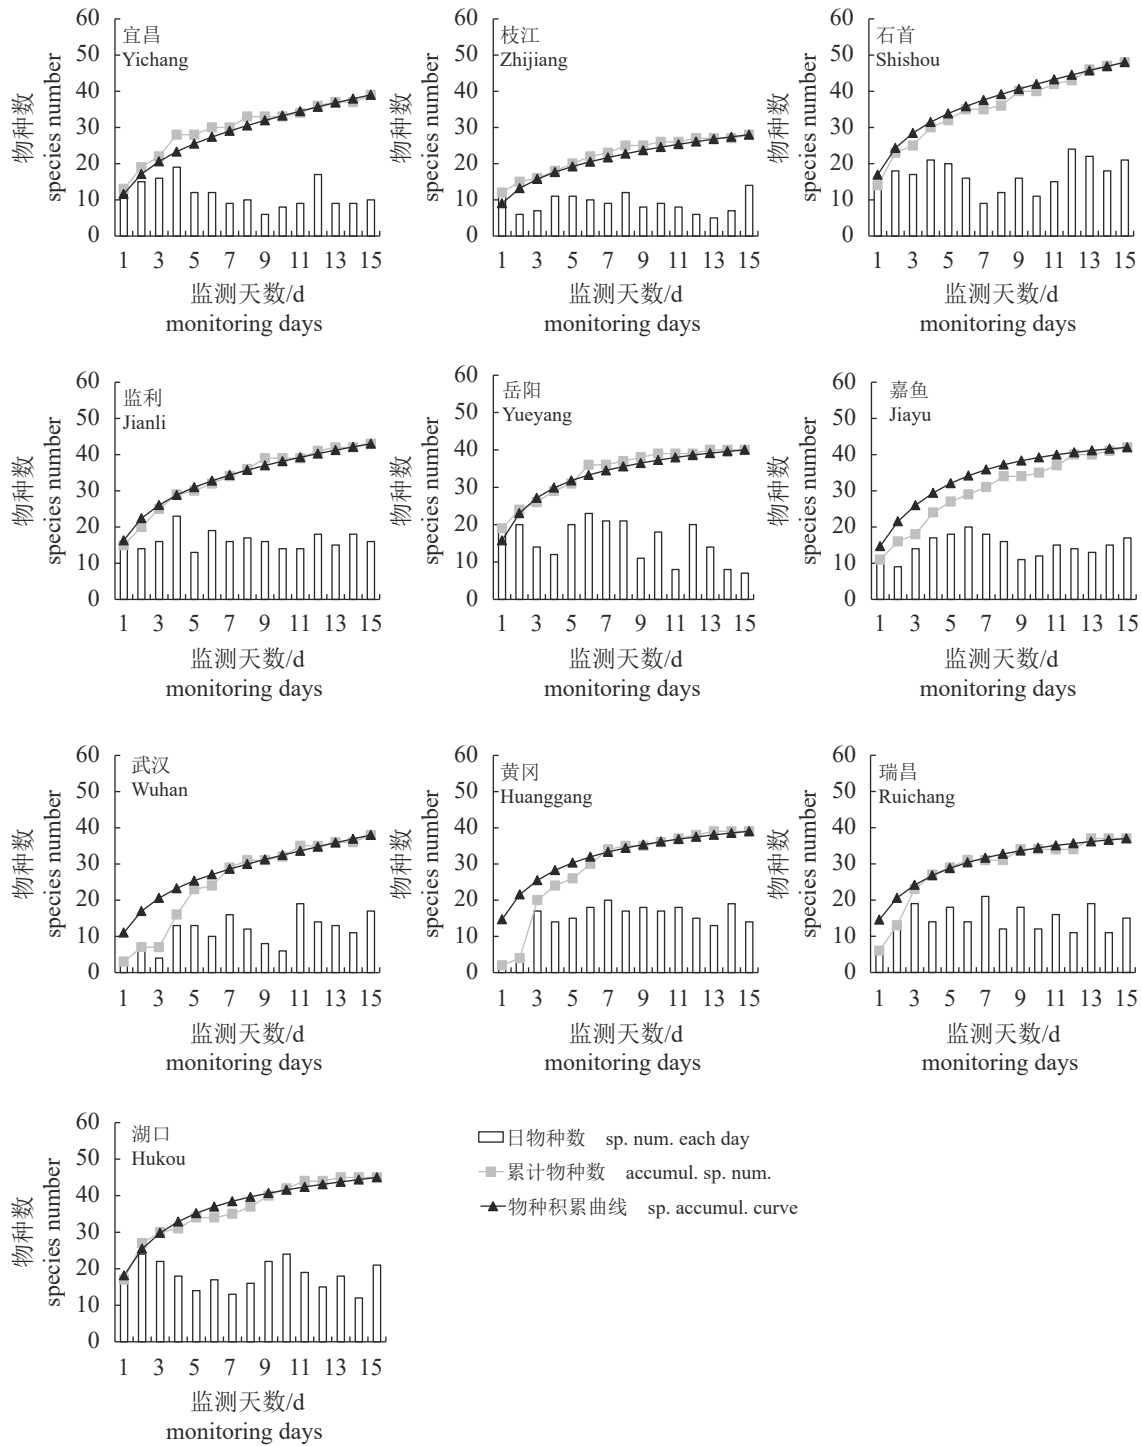 60
50
40
30
20
10
0
物种数
species number
宜昌
Yichang
1 3 5 7 9 11 13 15
监测天数/d
monitoring days
60
50
40
30
20
10
0
物种数
species number
枝江
Zhijiang
1 3 5 7 9 11 13 15
监测天数/d
monitoring days
60
50
40
30
20
10
0
物种数
species number
石首
Shishou
1 3 5 7 9 11 13 15
监测天数/d
monitoring days
60
50
40
30
20
10
0
物种数
species number
监利
Jianli
1 3 5 7 9 11 13 15
监测天数/d
monitoring days
60
50
40
30
20
10
0
物种数
species number
岳阳
Yueyang
1 3 5 7 9 11 13 15
监测天数/d
monitoring days
60
50
40
30
20
10
0
物种数
species number
嘉鱼
Jiayu
1 3 5 7 9 11 13 15
监测天数/d
monitoring days
60
50
40
30
20
10
0
物种数
species number
武汉
Wuhan
1 3 5 7 9 11 13 15
监测天数/d
monitoring days
60
50
40
30
20
10
0
物种数
species number
黄冈
Huanggang
1 3 5 7 9 11 13 15
监测天数/d
monitoring days
60
50
40
30
20
10
0
物种数
species number
瑞昌
Ruichang
1 3 5 7 9 11 13 15
监测天数/d
monitoring days
60
50
40
30
20
10
0
物种数
species number
湖口
Hukou
1 3 5 7 9 11 13 15
监测天数/d
monitoring days
日物种数 sp. num. each day
累计物种数 accumul. sp. num.
物种积累曲线 sp. accumul. curve